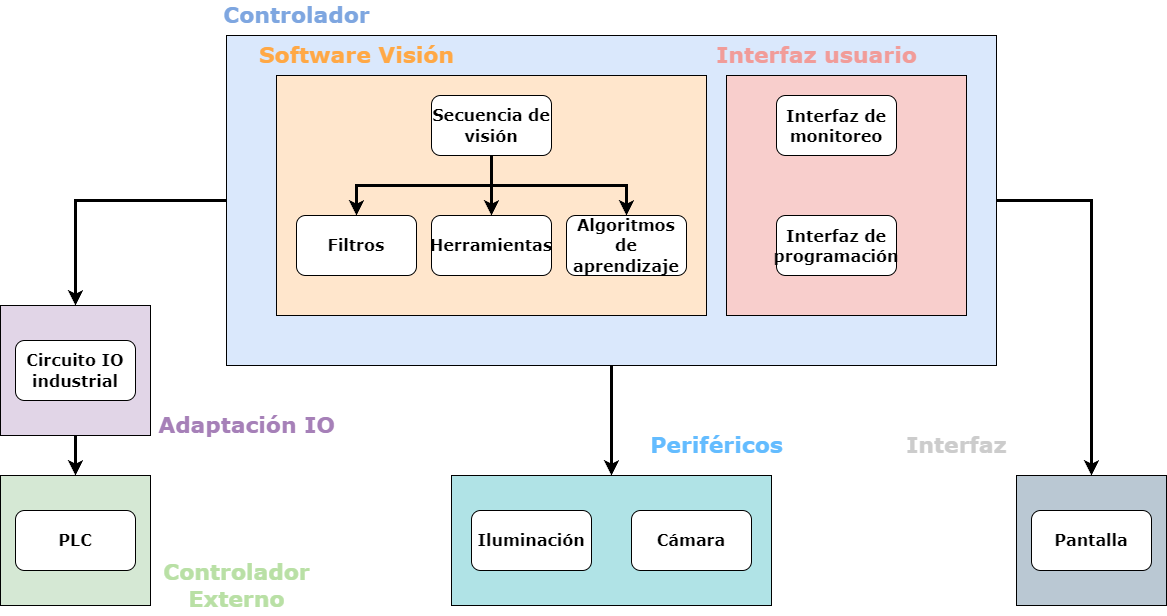 Controlador
Software Visión
Interfaz usuario
Secuencia de
visión
Interfaz de
monitoreo
Filtros
Herramientas
Algoritmos
de
aprendizaje
Interfaz de
programación
Circuito IO
industrial
Adaptación IO
Periféricos
Interfaz
PLC
Iluminación
Cámara
Pantalla
Controlador
Externo